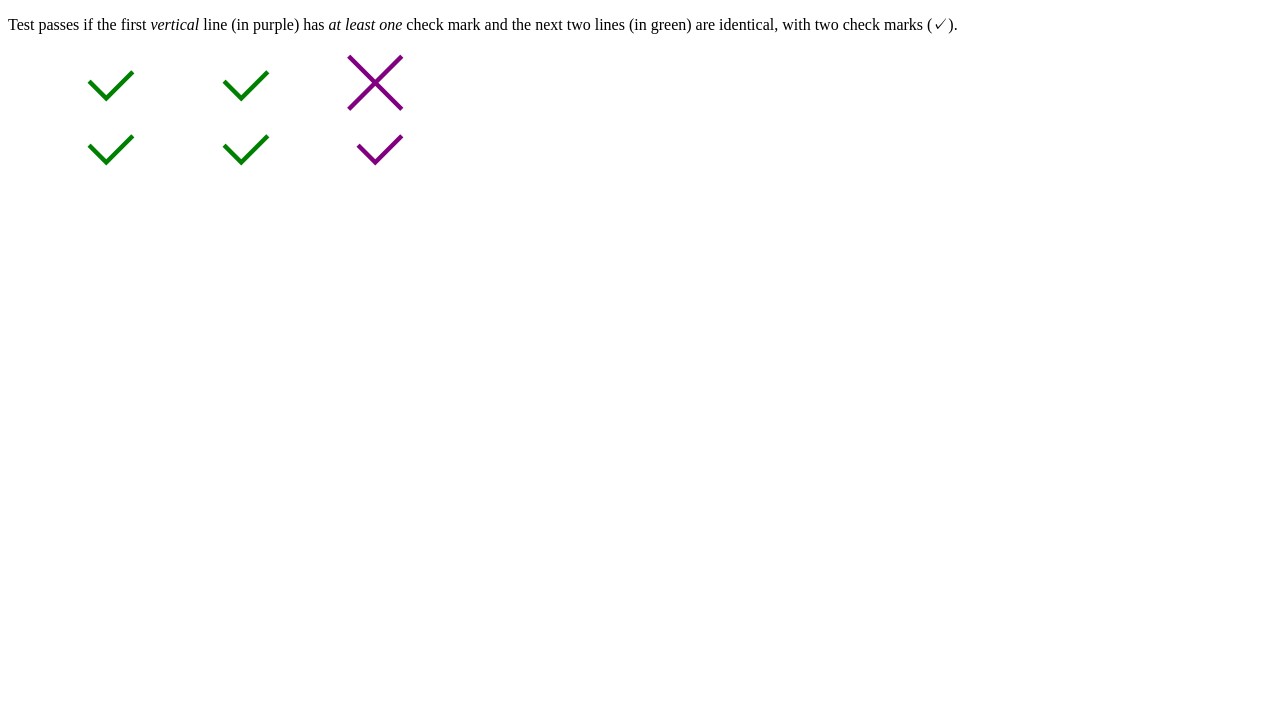 Test passes if the first vertical line (in purple) has at least one check mark and the next two lines (in green) are identical, with two check marks (✓).
✓ ✓ ╳
✓ ✓ ✓